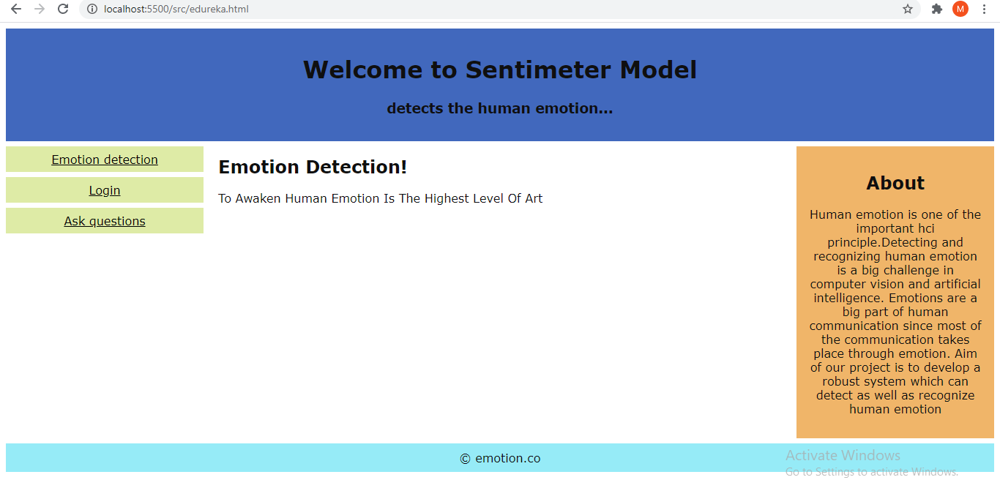 localhost:5500/src/edureka.html
M
Welcome to Sentimeter Model
detects the human emotion...
Emotion detection
Login
Ask questions
Emotion Detection!
To Awaken Human Emotion Is The Highest Level Of Art
About
Human emotion is one of the
important hci
principle.Detecting and
recognizing human emotion
is a big challenge in
computer vision and artificial
intelligence. Emotions are a
big part of human
communication since most of
the communication takes
place through emotion. Aim
of our project is to develop a
robust system which can
detect as well as recognize
human emotion
© emotion.co
Activate Windows
Go to Settings to activate Windows.